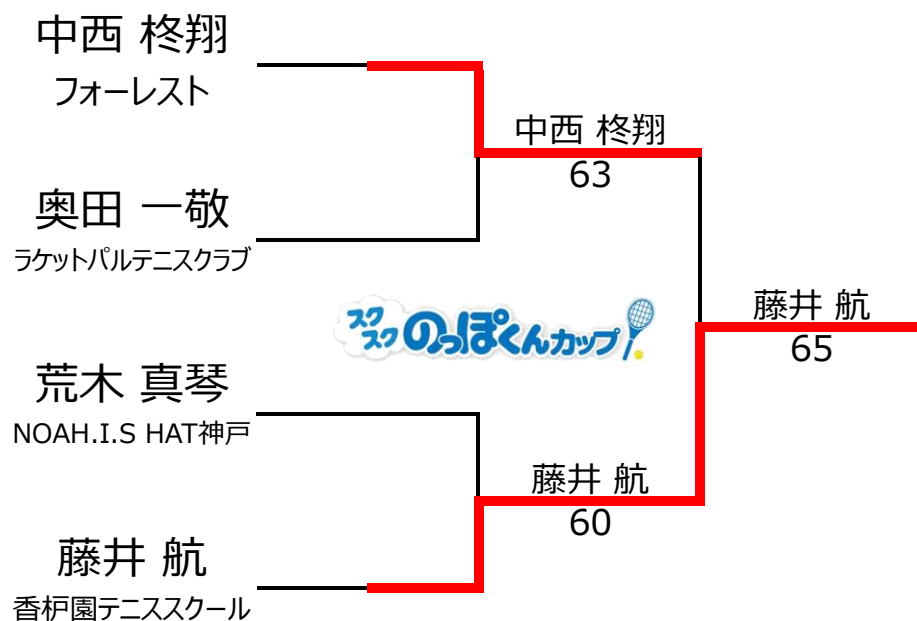 中西 柊翔
フォーレスト
中西 柊翔
63
奥田 一敬
ラケットパルテニスクラブ
スクスク のっぽくんカップ
藤井 航
65
荒木 真琴
NOAH.I.S HAT神戸
藤井 航
60
藤井 航
香枦園テニススクール